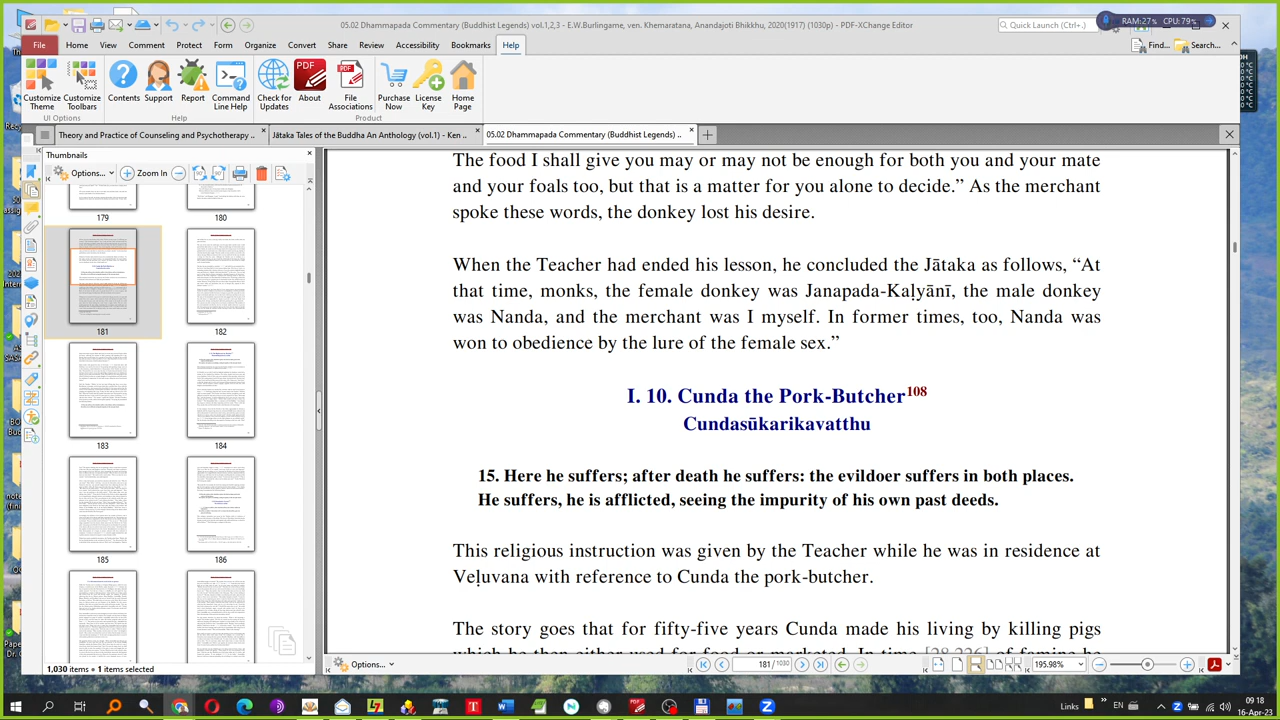 05.02 Dhammapada Commentary (Buddhist Legends) vol.1,2,3 - E.W.Burlingame, ven. Khemaratana, Anandajoti Bhikkhu, 2020(1917) (1030p) - PDF-XChange Editor
Quick Launch (Ctrl+.)
RAM:27% CPU:79%
File Home View Comment Protect Form Organize Convert Share Review Accessibility Bookmarks Help
Find...
Search...
Customize Theme
Customize Toolbars
Contents
Support
Report
Command Line Help
Check for Updates
About
File Associations
Purchase Now
License Key
Home Page
UI Options
Help
Product
Theory and Practice of Counseling and Psychotherapy ..
Jātaka Tales of the Buddha An Anthology (vol.1) - Ken ..
05.02 Dhammapada Commentary (Buddhist Legends) ..
Thumbnails
Options...
Zoom In
179
180
181
182
183
184
185
186
1,030 items = 1 items selected
The food I shall give you may or may not be enough for both you and your mate
and your foals too, but that is a matter for you alone to decide." As the merchant
spoke these words, the donkey lost his desire.
When the Teacher had ended his lesson, he concluded the Jātaka as follows, "At
that time, monks, the female donkey was Janapada-Kaḷyānī, the male donkey
was Nanda, and the merchant was I myself. In former times, too, Nanda was
won to obedience by the lure of the female sex."
I. 10. Cunda the Pork-Butcher108
Cundasūkarikavatthu
Here he suffers; after death he suffers; the evildoer suffers in both places.
He suffers, he is afflicted, seeing the impurity of his own past deeds.
This religious instruction was given by the Teacher while he was in residence at
Veḷuvana with reference to Cunda the pork-butcher.
The story goes that for fifty-five years Cunda made his living by killing pigs
Options...
181 / 1030
195.98%
Links
EN
09:18
16-Apr-23